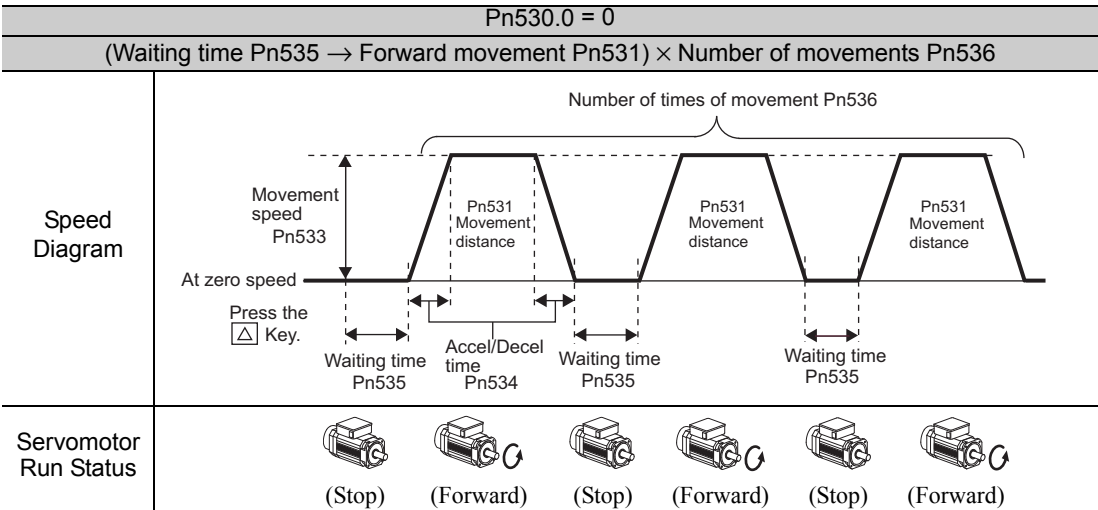 Pn530.0 = 0
(Waiting time Pn535 → Forward movement Pn531) × Number of movements Pn536
Speed
Diagram
Number of times of movement Pn536
Movement
speed
Pn533
Pn531
Movement
distance
Pn531
Movement
distance
Pn531
Movement
distance
At zero speed
Press the
△ Key.
Waiting time
Pn535
Accel/Decel
time
Pn534
Waiting time
Pn535
Waiting time
Pn535
Servomotor
Run Status
(Stop) (Forward) (Stop) (Forward) (Stop) (Forward)